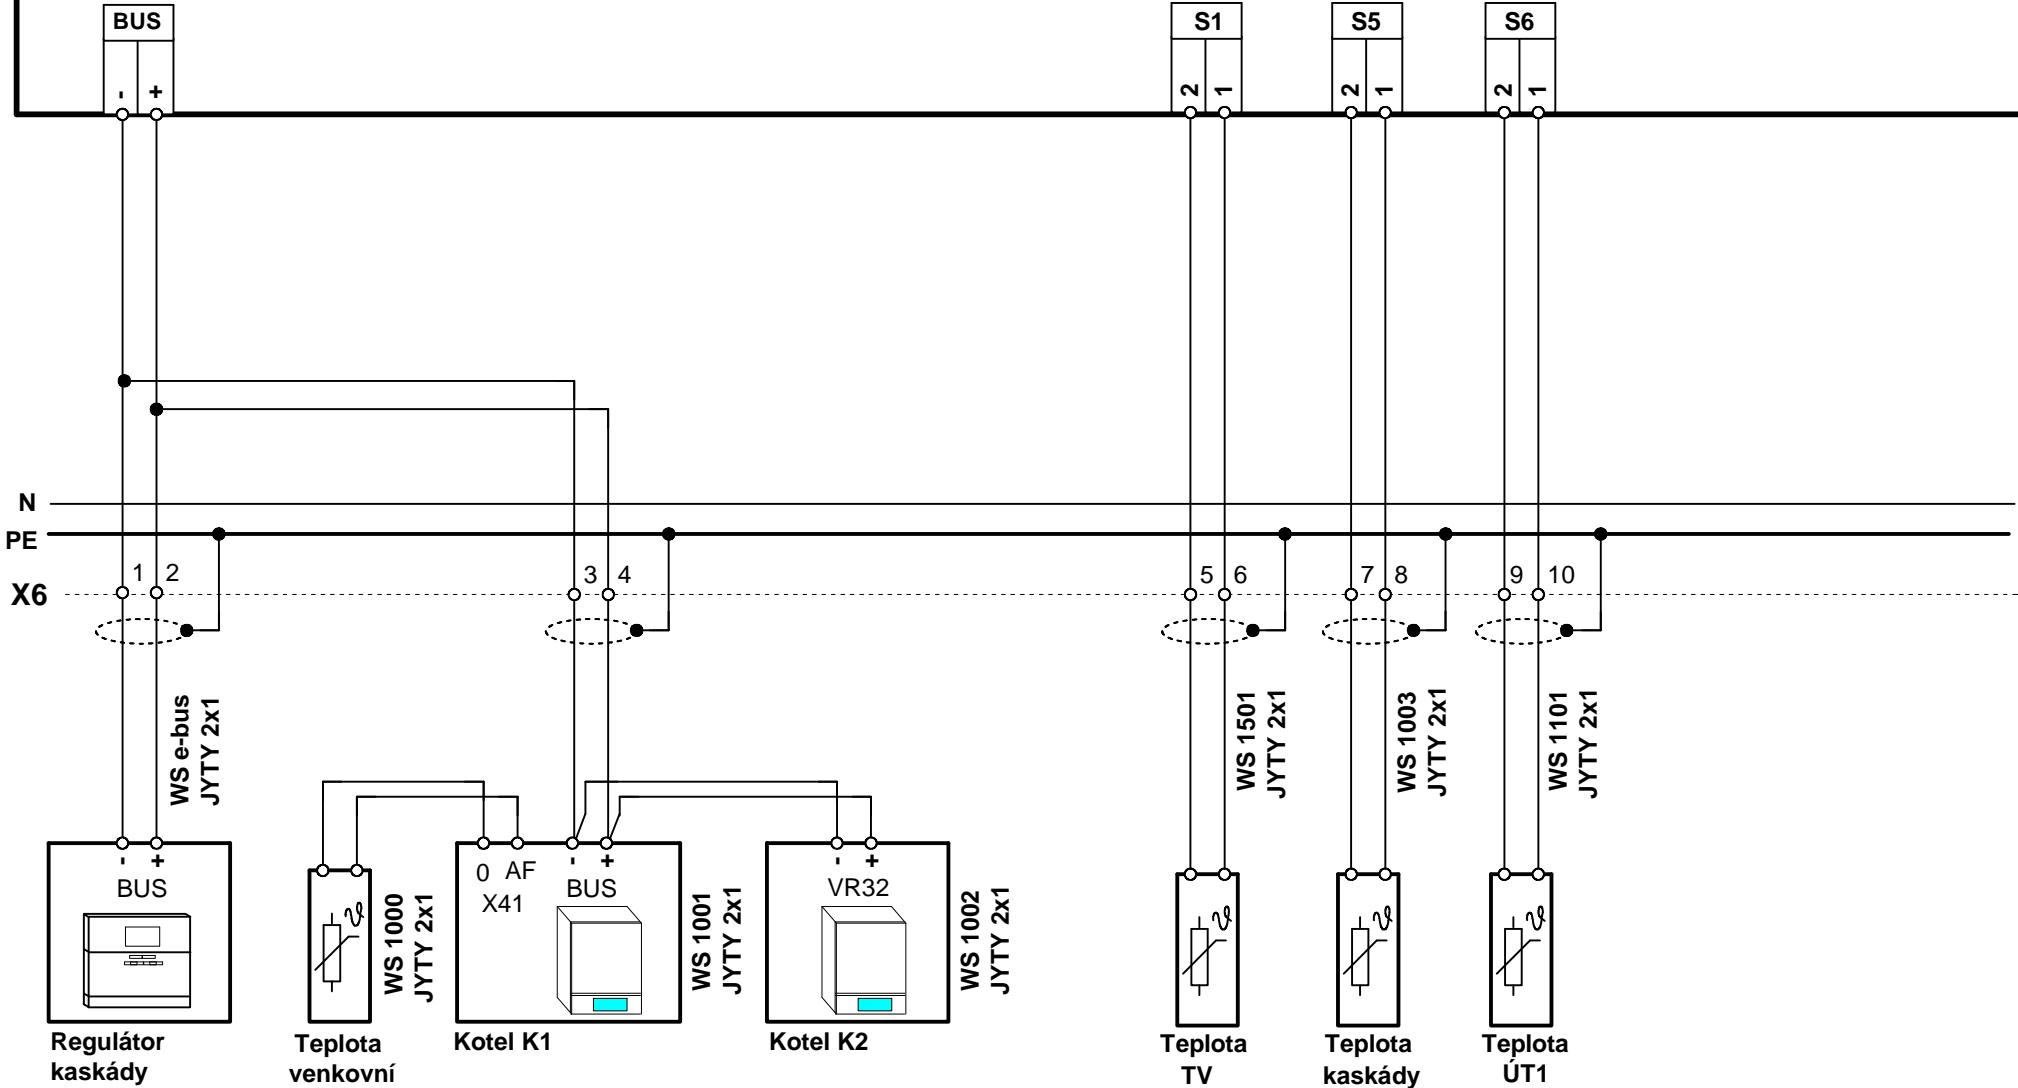 BUS
- +
S1
2 1
S5
2 1
S6
2 1
N
PE
X6
1 2
3 4
5 6
7 8
9 10
WS e-bus
JYTY 2x1
WS 1501
JYTY 2x1
WS 1003
JYTY 2x1
WS 1101
JYTY 2x1
- +
BUS
Regulátor
kaskády
ϑ
WS 1000
JYTY 2x1
Teplota
venkovní
0 AF
X41
- +
BUS
WS 1001
JYTY 2x1
Kotel K1
- +
VR32
WS 1002
JYTY 2x1
Kotel K2
ϑ
Teplota
TV
ϑ
Teplota
kaskády
ϑ
Teplota
ÚT1